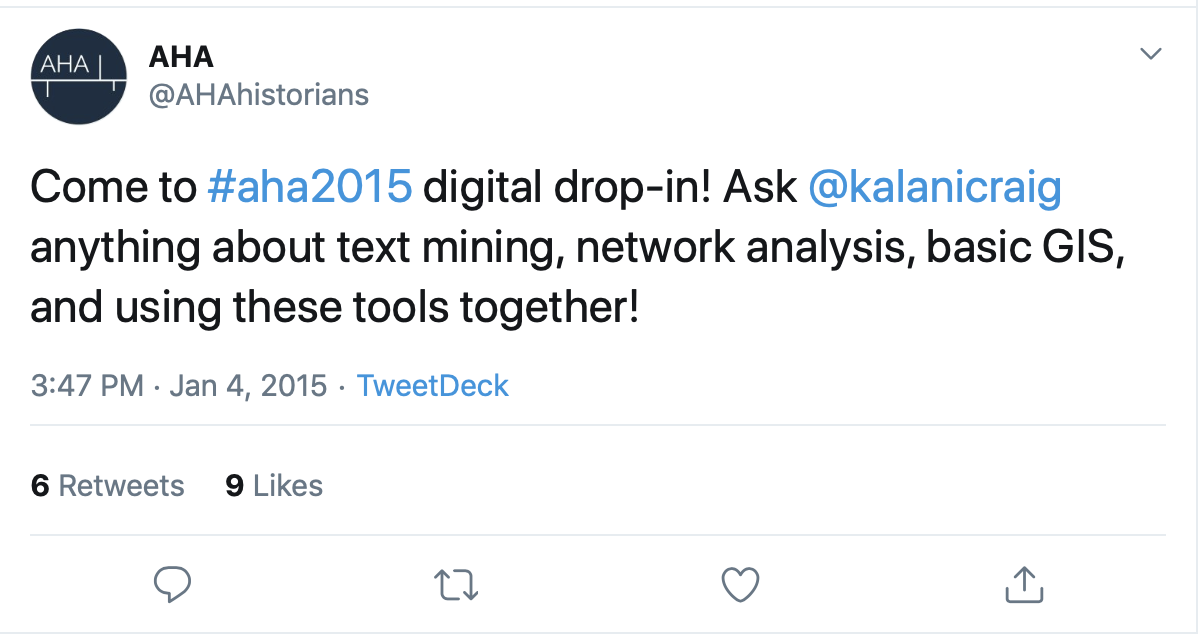 AHA
AHA
@AHAhistorians
Come to #aha2015 digital drop-in! Ask @kalanicraig
anything about text mining, network analysis, basic GIS,
and using these tools together!
3:47 PM · Jan 4, 2015 · TweetDeck
6 Retweets 9 Likes